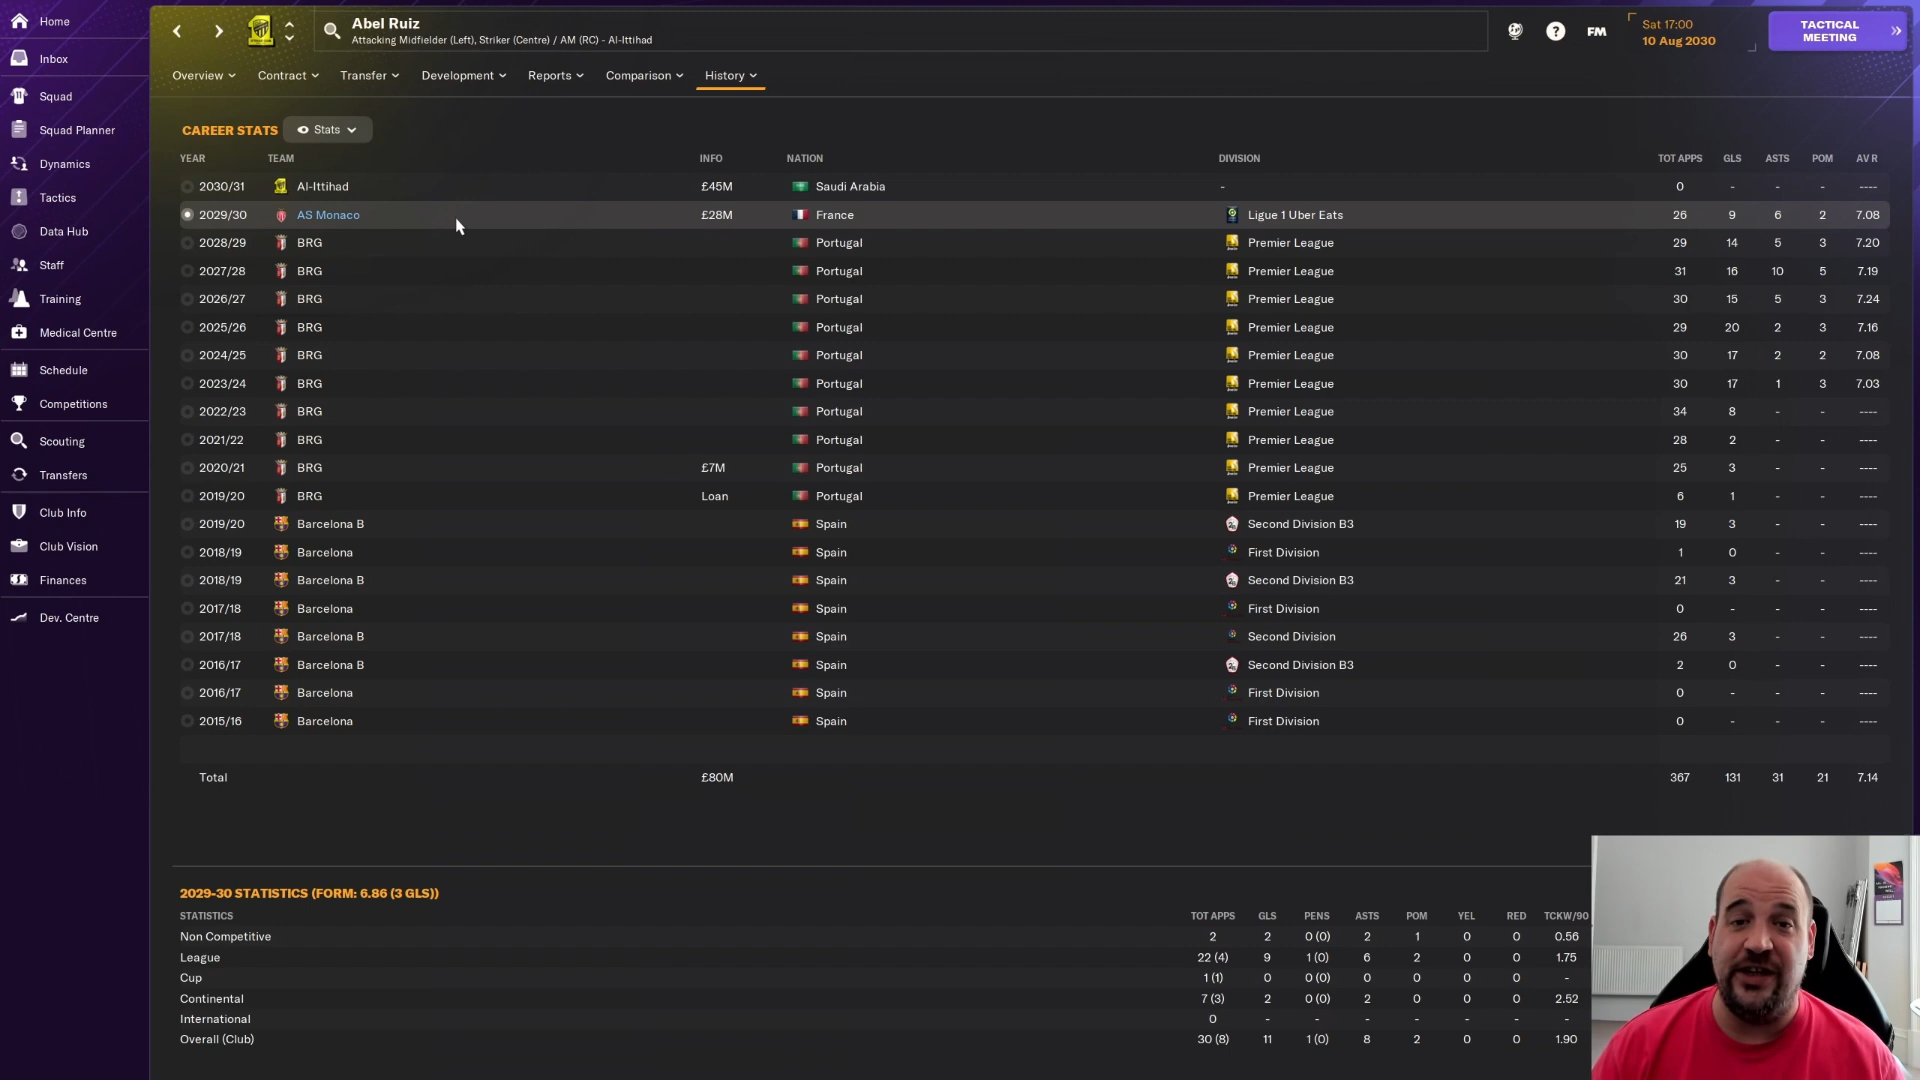 Home
Inbox
Squad
Squad Planner
Dynamics
Tactics
Data Hub
Staff
Training
Medical Centre
Schedule
Competitions
Scouting
Transfers
Club Info
Club Vision
Finances
Dev. Centre
Abel Ruiz
Attacking Midfielder (Left), Striker (Centre) / AM (RC) - Al-Ittihad
? FM
Sat 17:00
10 Aug 2030
TACTICAL
MEETING
Overview Contract Transfer Development Reports Comparison History
CAREER STATS Stats
YEAR TEAM INFO NATION DIVISION TOT APPS GLS ASTS POM AV R
2030/31 Al-Ittihad £45M Saudi Arabia - 0 - - - ----
2029/30 AS Monaco £28M France Ligue 1 Uber Eats 26 9 6 2 7.08
2028/29 BRG Portugal Premier League 29 14 5 3 7.20
2027/28 BRG Portugal Premier League 31 16 10 5 7.19
2026/27 BRG Portugal Premier League 30 15 5 3 7.24
2025/26 BRG Portugal Premier League 29 20 2 3 7.16
2024/25 BRG Portugal Premier League 30 17 2 2 7.08
2023/24 BRG Portugal Premier League 30 17 1 3 7.03
2022/23 BRG Portugal Premier League 34 8 - - ----
2021/22 BRG Portugal Premier League 28 2 - - ----
2020/21 BRG £7M Portugal Premier League 25 3 - - ----
2019/20 BRG Loan Portugal Premier League 6 1 - - ----
2019/20 Barcelona B Spain Second Division B3 19 3 - - ----
2018/19 Barcelona Spain First Division 1 0 - - ----
2018/19 Barcelona B Spain Second Division B3 21 3 - - ----
2017/18 Barcelona Spain First Division 0 - - - ----
2017/18 Barcelona B Spain Second Division 26 3 - - ----
2016/17 Barcelona B Spain Second Division B3 2 0 - - ----
2016/17 Barcelona Spain First Division 0 - - - ----
2015/16 Barcelona Spain First Division 0 - - - ----
Total £80M 367 131 31 21 7.14
2029-30 STATISTICS (FORM: 6.86 (3 GLS))
STATISTICS TOT APPS GLS PENS ASTS POM YEL RED TCKW/90
Non Competitive 2 2 0 (0) 2 1 0 0 0.56
League 22 (4) 9 1 (0) 6 2 0 0 1.75
Cup 1 (1) 0 0 (0) 0 0 0 0 -
Continental 7 (3) 2 0 (0) 2 0 0 0 2.52
International 0 - - - - - - -
Overall (Club) 30 (8) 11 1 (0) 8 2 0 0 1.90